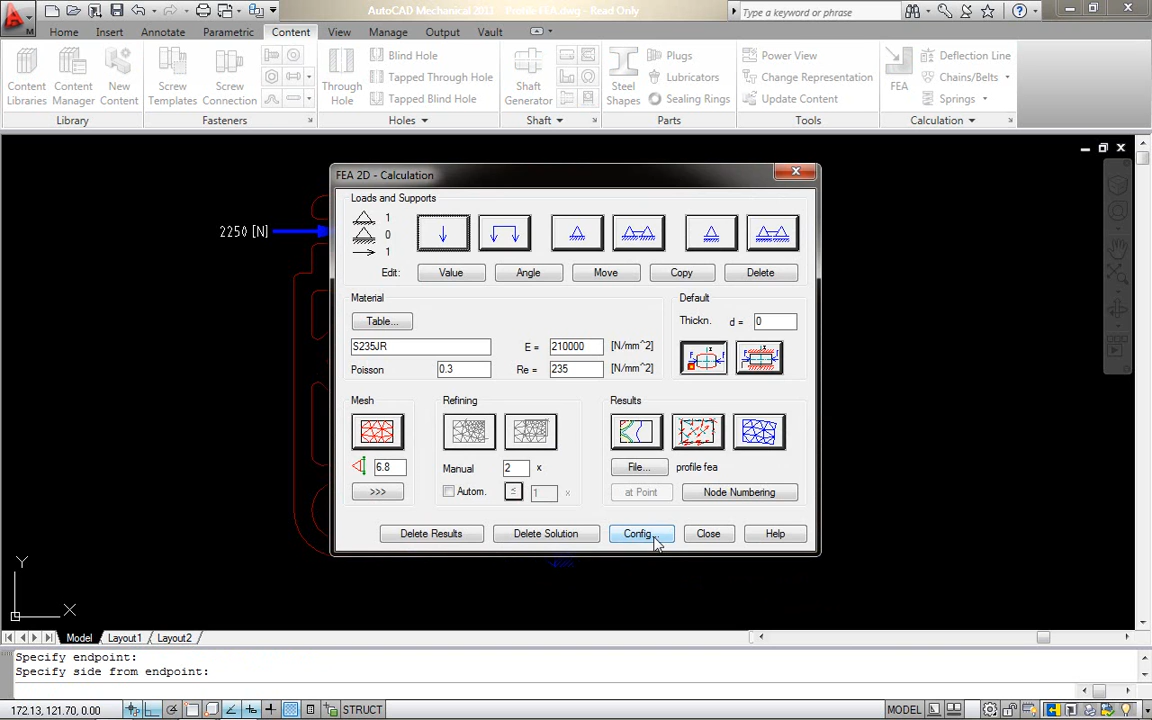 AutoCAD Mechanical 2011 - Profile FEA.dwg - Read Only
Type a keyword or phrase
Home Insert Annotate Parametric Content View Manage Output Vault
Content Libraries
Content Manager
New Content
Library
Screw Templates
Screw Connection
Fasteners
Through Hole
Blind Hole
Tapped Through Hole
Tapped Blind Hole
Holes
Shaft Generator
Shaft
Steel Shapes
Plugs
Lubricators
Sealing Rings
Parts
Power View
Change Representation
Update Content
Tools
FEA
Deflection Line
Chains/Belts
Springs
Calculation
2250 [N]
FEA 2D - Calculation
Loads and Supports
1
0
1
Edit: Value Angle Move Copy Delete
Material
Table...
S235JR
E = 210000 [N/mm^2]
Poisson 0.3 Re = 235 [N/mm^2]
Default
Thickn. d = 0
Mesh
6.8
>>>
Refining
Manual 2 x
Autom. ≤ 1 x
Results
File... profile fea
at Point Node Numbering
Delete Results Delete Solution Config... Close Help
Y
X
Model Layout1 Layout2
Specify endpoint:
Specify side from endpoint:
172.13, 121.70, 0.00 STRUCT MODEL